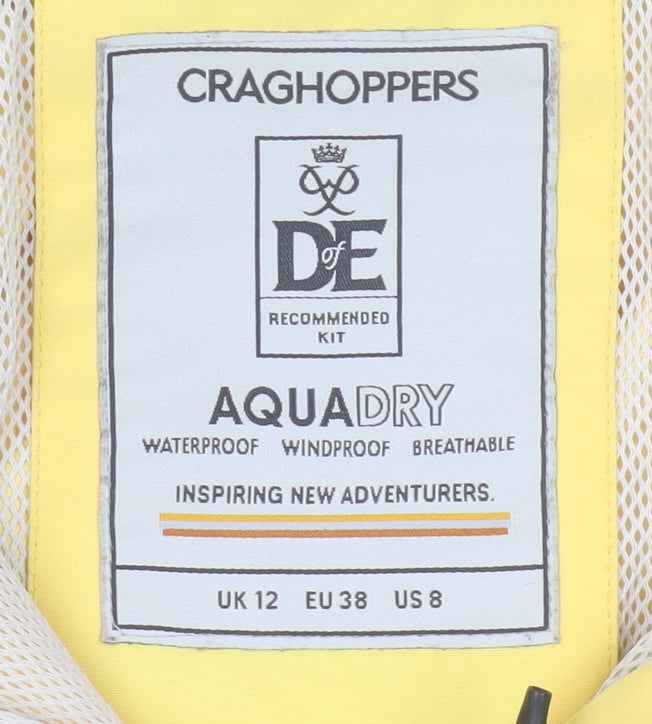 CRAGHOPPERS
DofE
RECOMMENDED
KIT
AQUADRY
WATERPROOF WINDPROOF BREATHABLE
INSPIRING NEW ADVENTURERS.
UK 12 EU 38 US 8